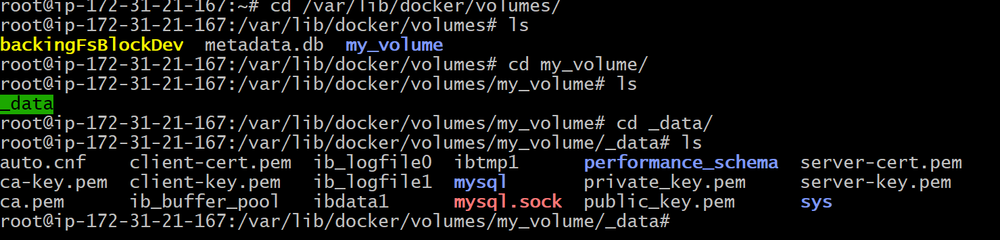 root@ip-172-31-21-167:~# cd /var/lib/docker/volumes/
root@ip-172-31-21-167:/var/lib/docker/volumes# ls
backingFsBlockDev  metadata.db  my_volume
root@ip-172-31-21-167:/var/lib/docker/volumes# cd my_volume/
root@ip-172-31-21-167:/var/lib/docker/volumes/my_volume# ls
_data
root@ip-172-31-21-167:/var/lib/docker/volumes/my_volume# cd _data/
root@ip-172-31-21-167:/var/lib/docker/volumes/my_volume/_data# ls
auto.cnf    client-cert.pem  ib_logfile0  ibtmp1      performance_schema  server-cert.pem
ca-key.pem  client-key.pem   ib_logfile1  mysql       private_key.pem     server-key.pem
ca.pem      ib_buffer_pool   ibdata1      mysql.sock  public_key.pem      sys
root@ip-172-31-21-167:/var/lib/docker/volumes/my_volume/_data#